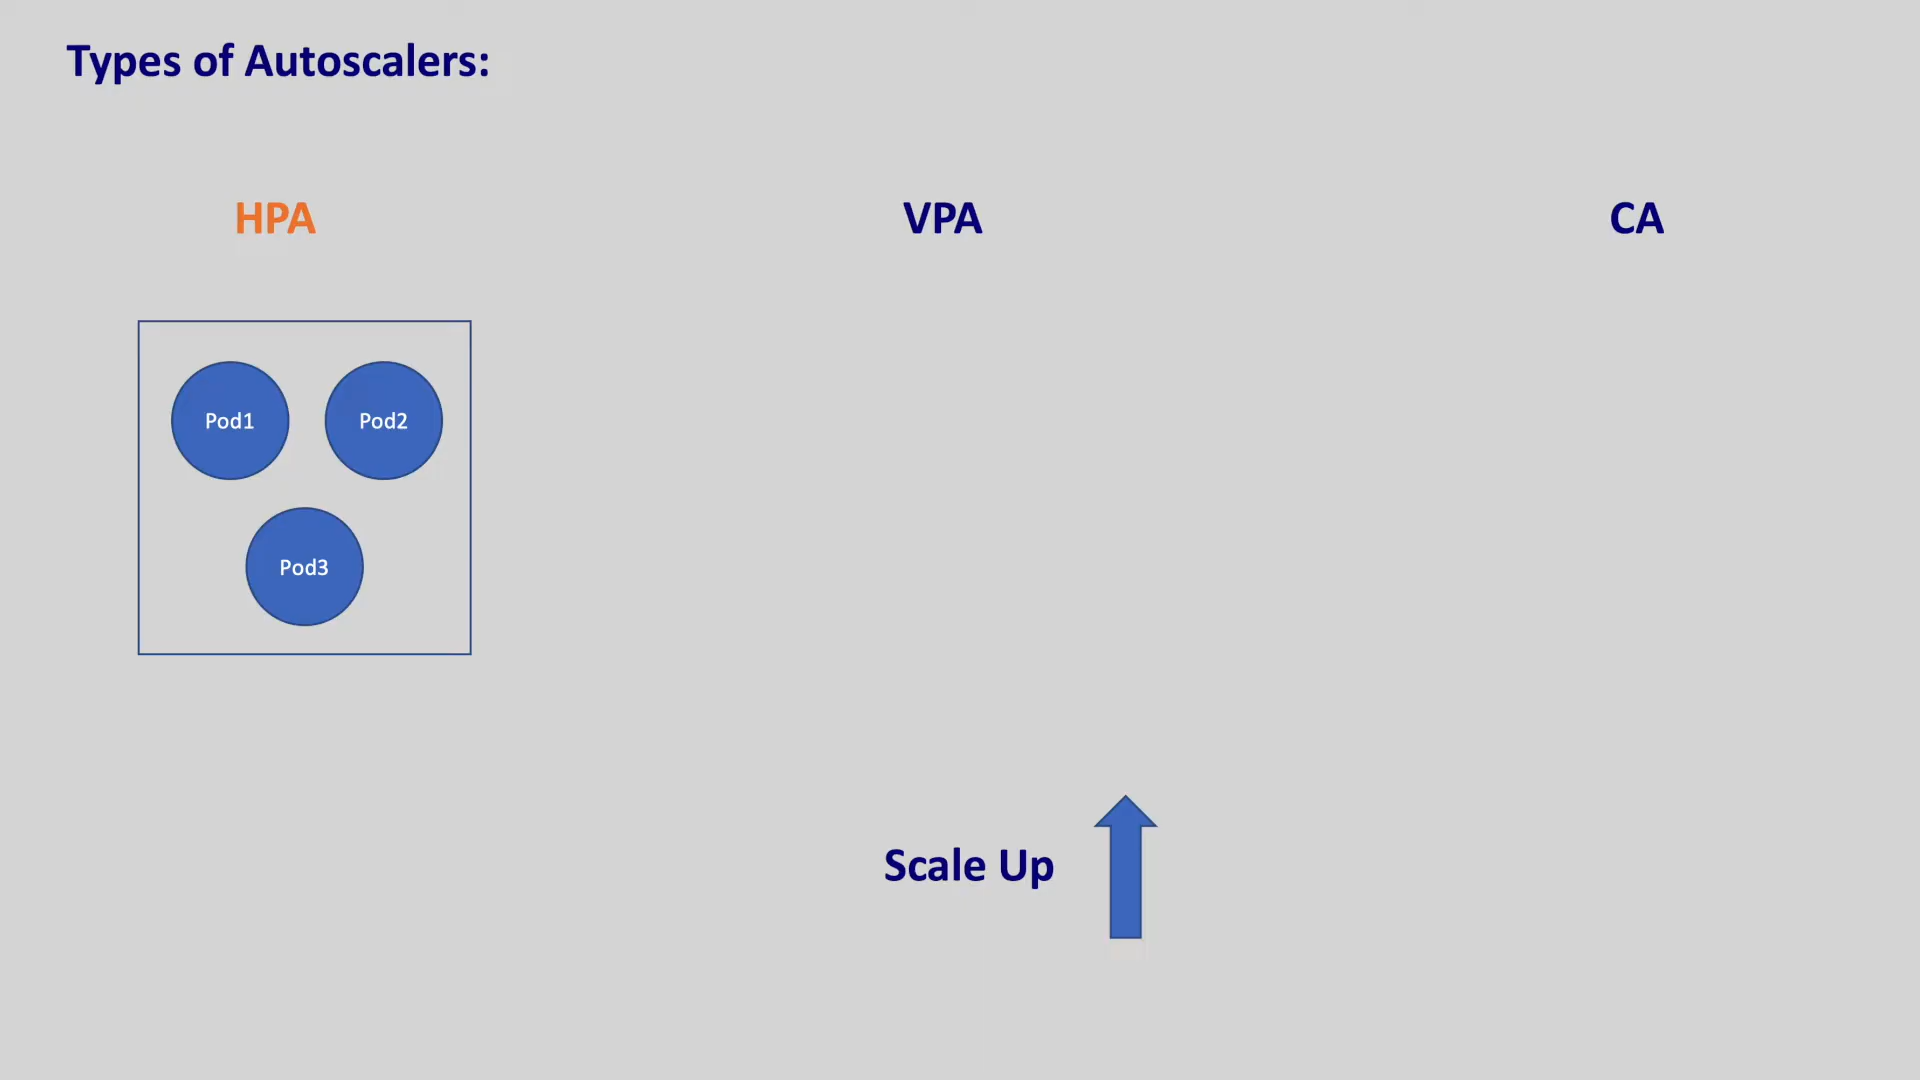 Types of Autoscalers:
HPA
VPA
CA
Pod1
Pod2
Pod3
Scale Up